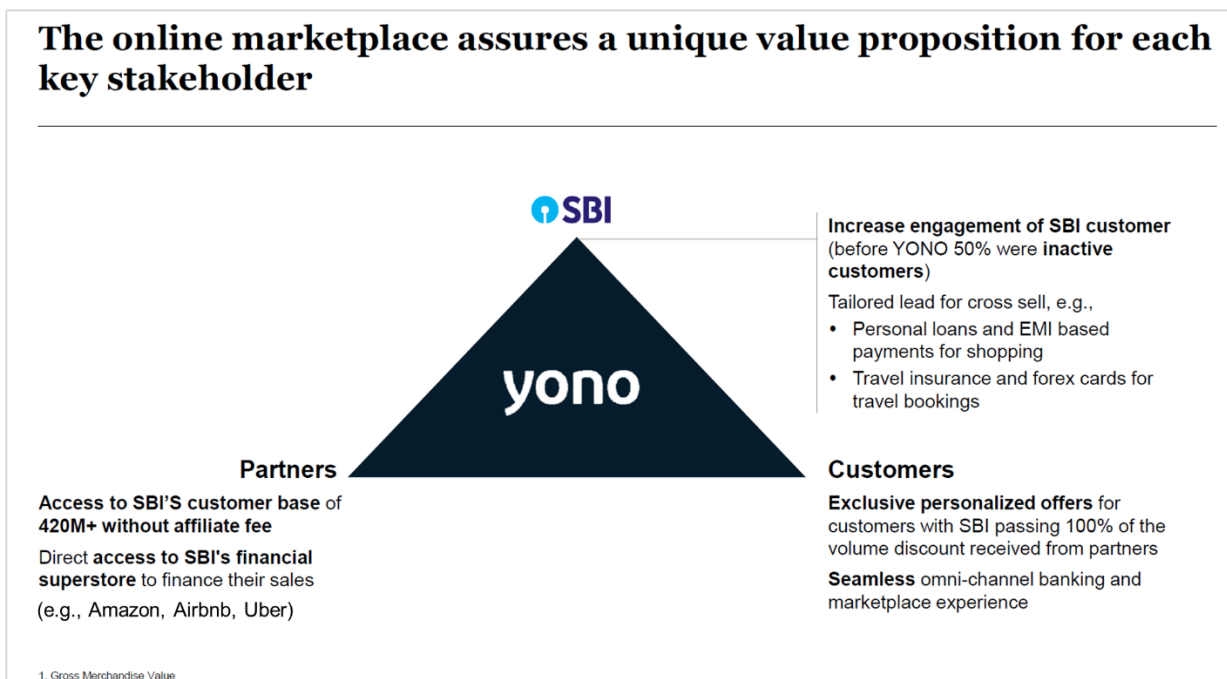 The online marketplace assures a unique value proposition for each
key stakeholder
SBI
Increase engagement of SBI customer
(before YONO 50% were inactive
customers)
Tailored lead for cross sell, e.g.,
• Personal loans and EMI based
payments for shopping
• Travel insurance and forex cards for
travel bookings
yono
Partners
Access to SBI'S customer base of
420M+ without affiliate fee
Direct access to SBI's financial
superstore to finance their sales
(e.g., Amazon, Airbnb, Uber)
Customers
Exclusive personalized offers for
customers with SBI passing 100% of the
volume discount received from partners
Seamless omni-channel banking and
marketplace experience
1. Gross Merchandise Value